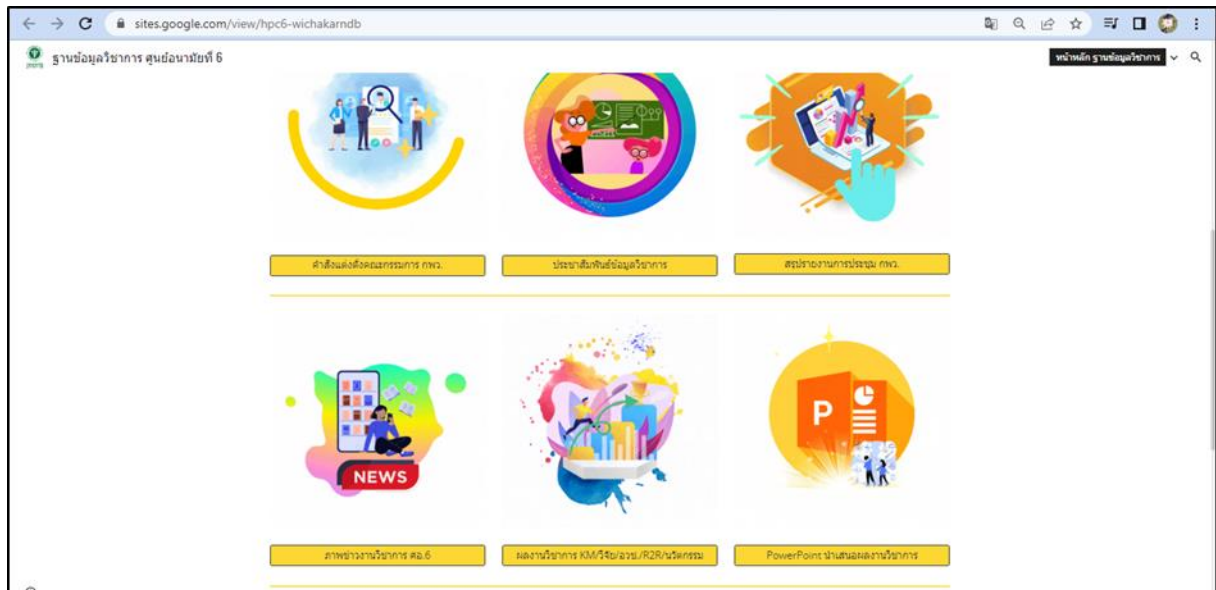 sites.google.com/view/hpc6-wichakarndb
ฐานข้อมูลวิชาการ ศูนย์อนามัยที่ 6
หน้าหลัก ฐานข้อมูลวิชาการ
คำสั่งแต่งตั้งคณะกรรมการ กพว.
ประชาสัมพันธ์ข้อมูลวิชาการ
สรุปรายงานการประชุม กพว.
NEWS
P
ภาพข่าวงานวิชาการ ศอ.6
ผลงานวิชาการ KM/วิจัย/อวช./R2R/นวัตกรรม
PowerPoint นำเสนอผลงานวิชาการ